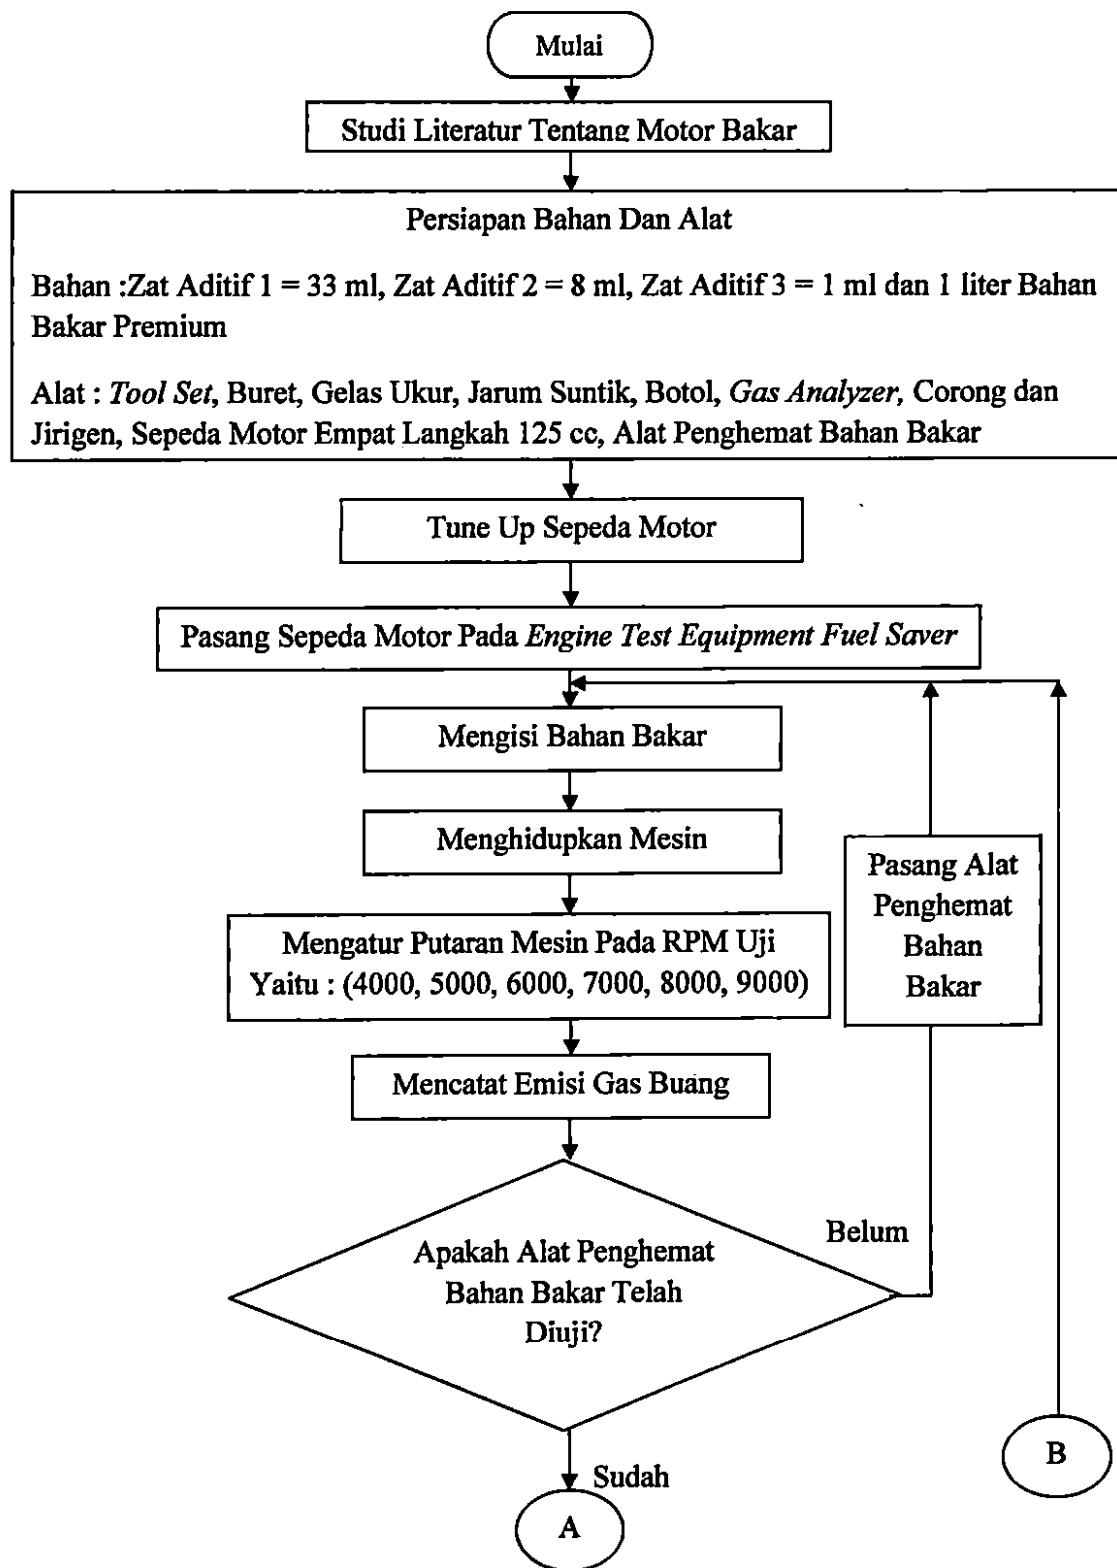 Mulai
Studi Literatur Tentang Motor Bakar
Persiapan Bahan Dan Alat
Bahan :Zat Aditif 1 = 33 ml, Zat Aditif 2 = 8 ml, Zat Aditif 3 = 1 ml dan 1 liter Bahan
Bakar Premium
Alat : Tool Set, Buret, Gelas Ukur, Jarum Suntik, Botol, Gas Analyzer, Corong dan
Jirigen, Sepeda Motor Empat Langkah 125 cc, Alat Penghemat Bahan Bakar
Tune Up Sepeda Motor
Pasang Sepeda Motor Pada Engine Test Equipment Fuel Saver
Mengisi Bahan Bakar
Menghidupkan Mesin
Pasang Alat
Penghemat
Bahan
Bakar
Mengatur Putaran Mesin Pada RPM Uji
Yaitu : (4000, 5000, 6000, 7000, 8000, 9000)
Mencatat Emisi Gas Buang
Belum
Apakah Alat Penghemat
Bahan Bakar Telah
Diuji?
B
Sudah
A